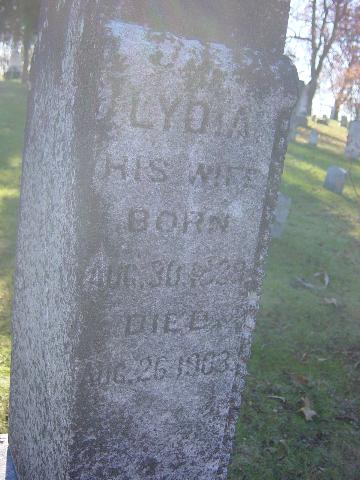 LYDIA
HIS WIFE
BORN
AUG. 30, 
DIED
AUG. 26, 1903